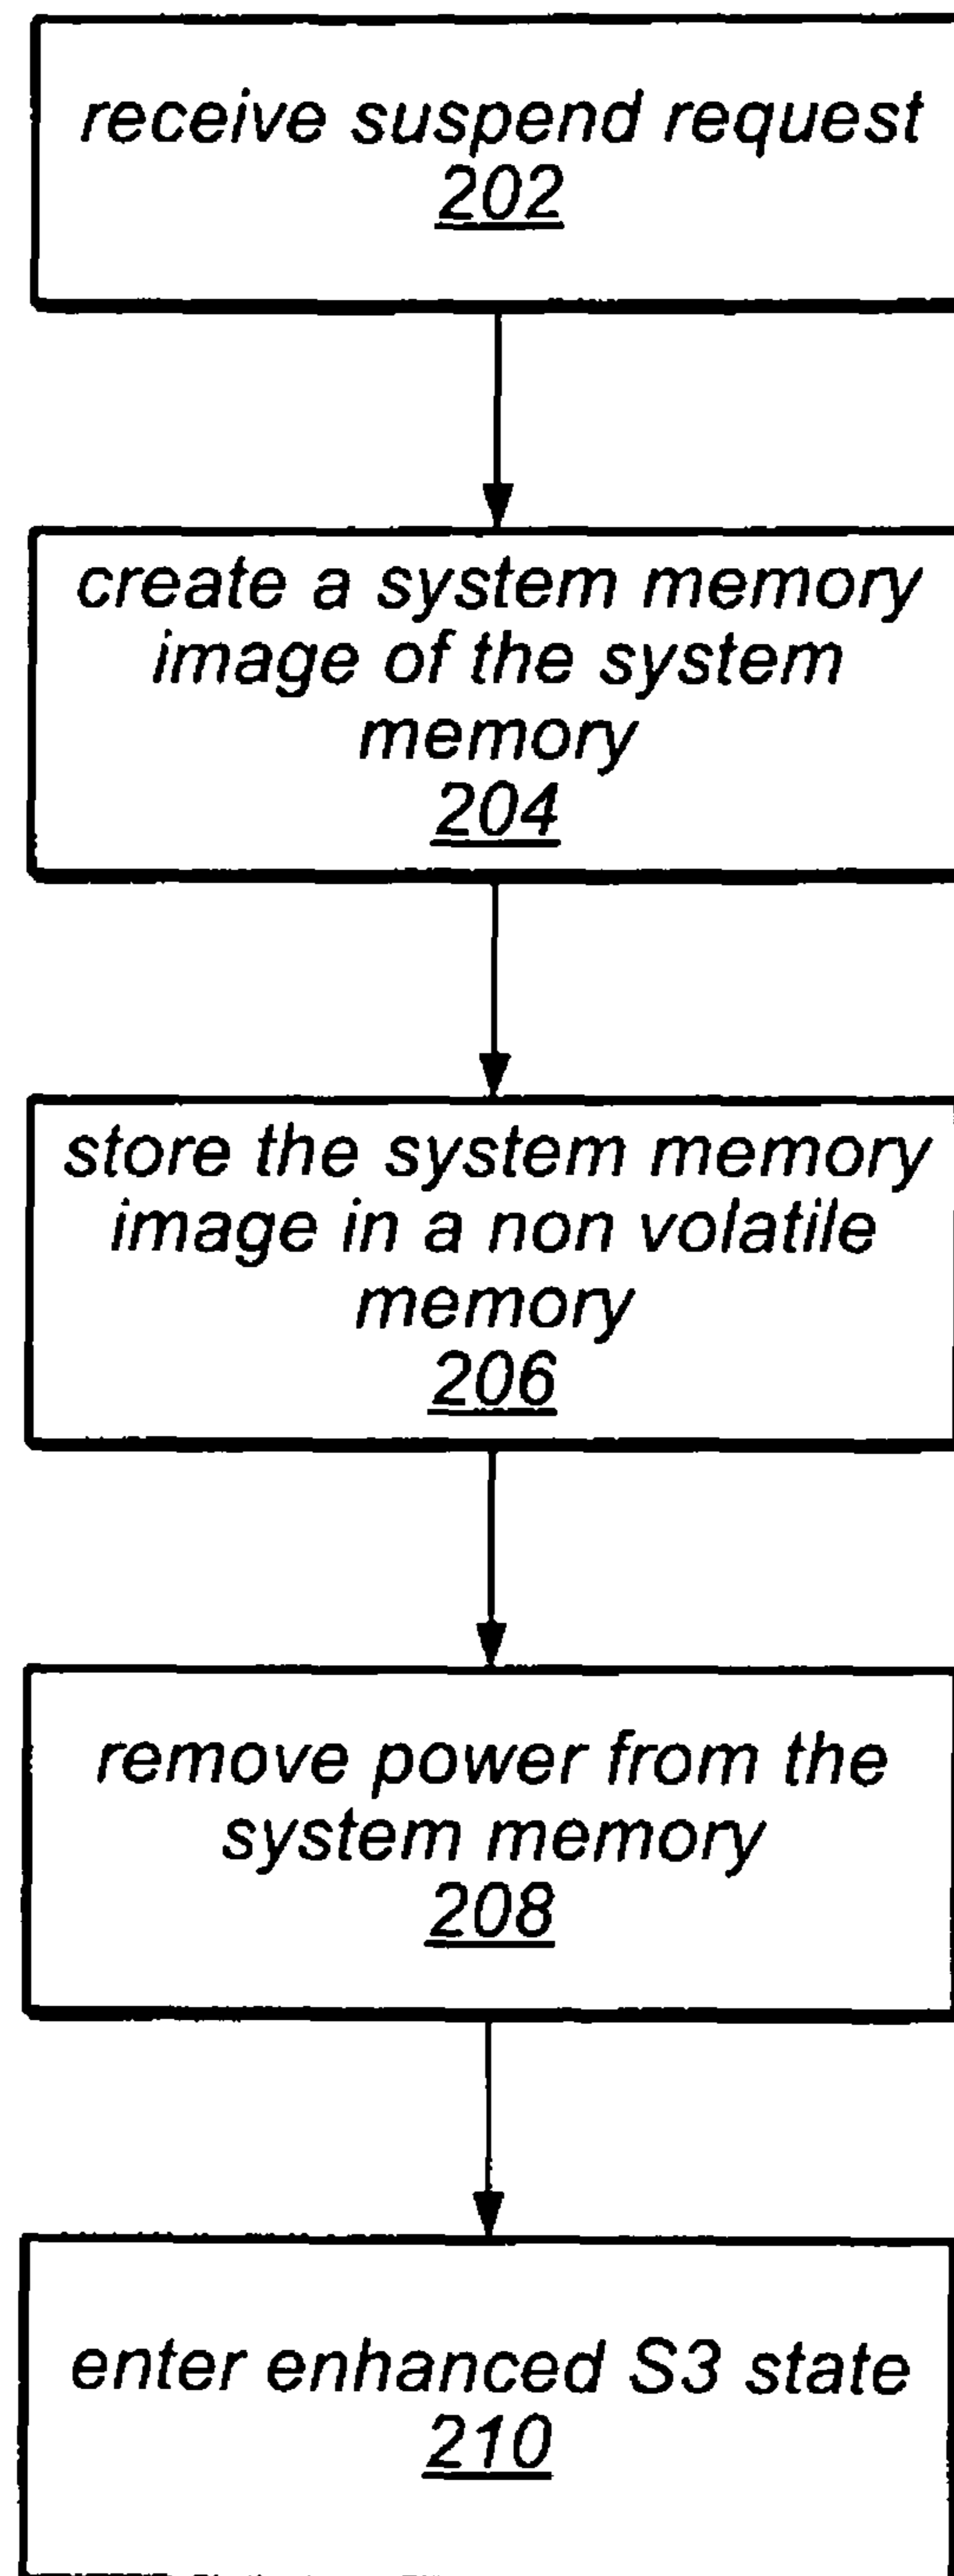 receive suspend request
202
create a system memory
image of the system
memory
204
store the system memory
image in a non volatile
memory
206
remove power from the
system memory
208
enter enhanced S3 state
210